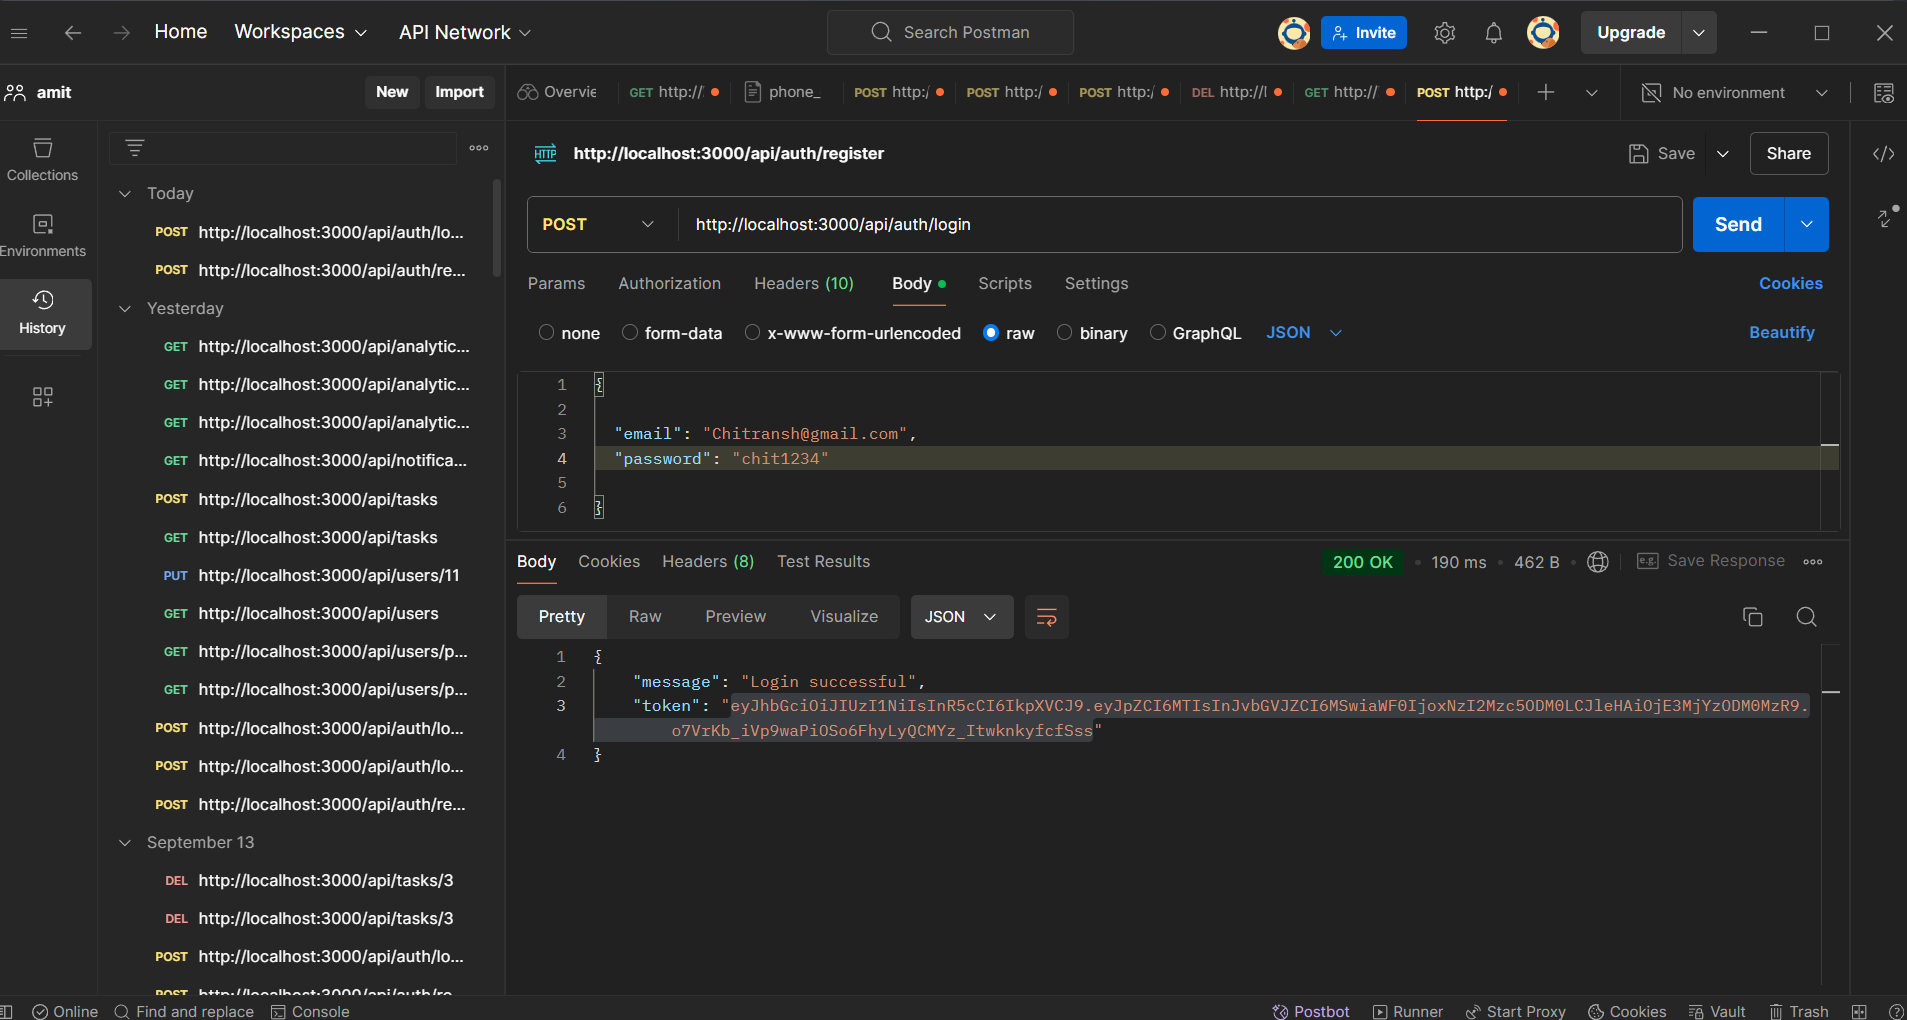 Home Workspaces API Network Search Postman Invite Upgrade
amit New Import Overvie GET http://l phone_ POST http:/ POST http:/ POST http:/ DEL http://l GET http:// POST http:/ No environment
Collections
Environments
History
Today
POST http://localhost:3000/api/auth/lo...
POST http://localhost:3000/api/auth/re...
Yesterday
GET http://localhost:3000/api/analytic...
GET http://localhost:3000/api/analytic...
GET http://localhost:3000/api/analytic...
GET http://localhost:3000/api/notifica...
POST http://localhost:3000/api/tasks
GET http://localhost:3000/api/tasks
PUT http://localhost:3000/api/users/11
GET http://localhost:3000/api/users
GET http://localhost:3000/api/users/p...
GET http://localhost:3000/api/users/p...
POST http://localhost:3000/api/auth/lo...
POST http://localhost:3000/api/auth/lo...
POST http://localhost:3000/api/auth/re...
September 13
DEL http://localhost:3000/api/tasks/3
DEL http://localhost:3000/api/tasks/3
POST http://localhost:3000/api/auth/lo...
POST http://localhost:3000/api/auth/re...
HTTP http://localhost:3000/api/auth/register Save Share
POST http://localhost:3000/api/auth/login Send
Params Authorization Headers (10) Body Scripts Settings Cookies
none form-data x-www-form-urlencoded raw binary GraphQL JSON Beautify
1 {
2
3 "email": "Chitransh@gmail.com",
4 "password": "chit1234"
5
6 }
Body Cookies Headers (8) Test Results 200 OK 190 ms 462 B e.g. Save Response
Pretty Raw Preview Visualize JSON
1 {
2 "message": "Login successful",
3 "token": "eyJhbGciOiJIUzI1NiIsInR5cCI6IkpXVCJ9.eyJpZCI6MTIsInJvbGVJZCI6MSwiaWF0IjoxNzI2Mzc5ODM0LCJleHAiOjE3MjYzODM0MzR9.
o7VrKb_iVp9waPiOSo6FhyLyQCMYz_ItwknkyfcfSss"
4 }
Online Find and replace Console Postbot Runner Start Proxy Cookies Vault Trash